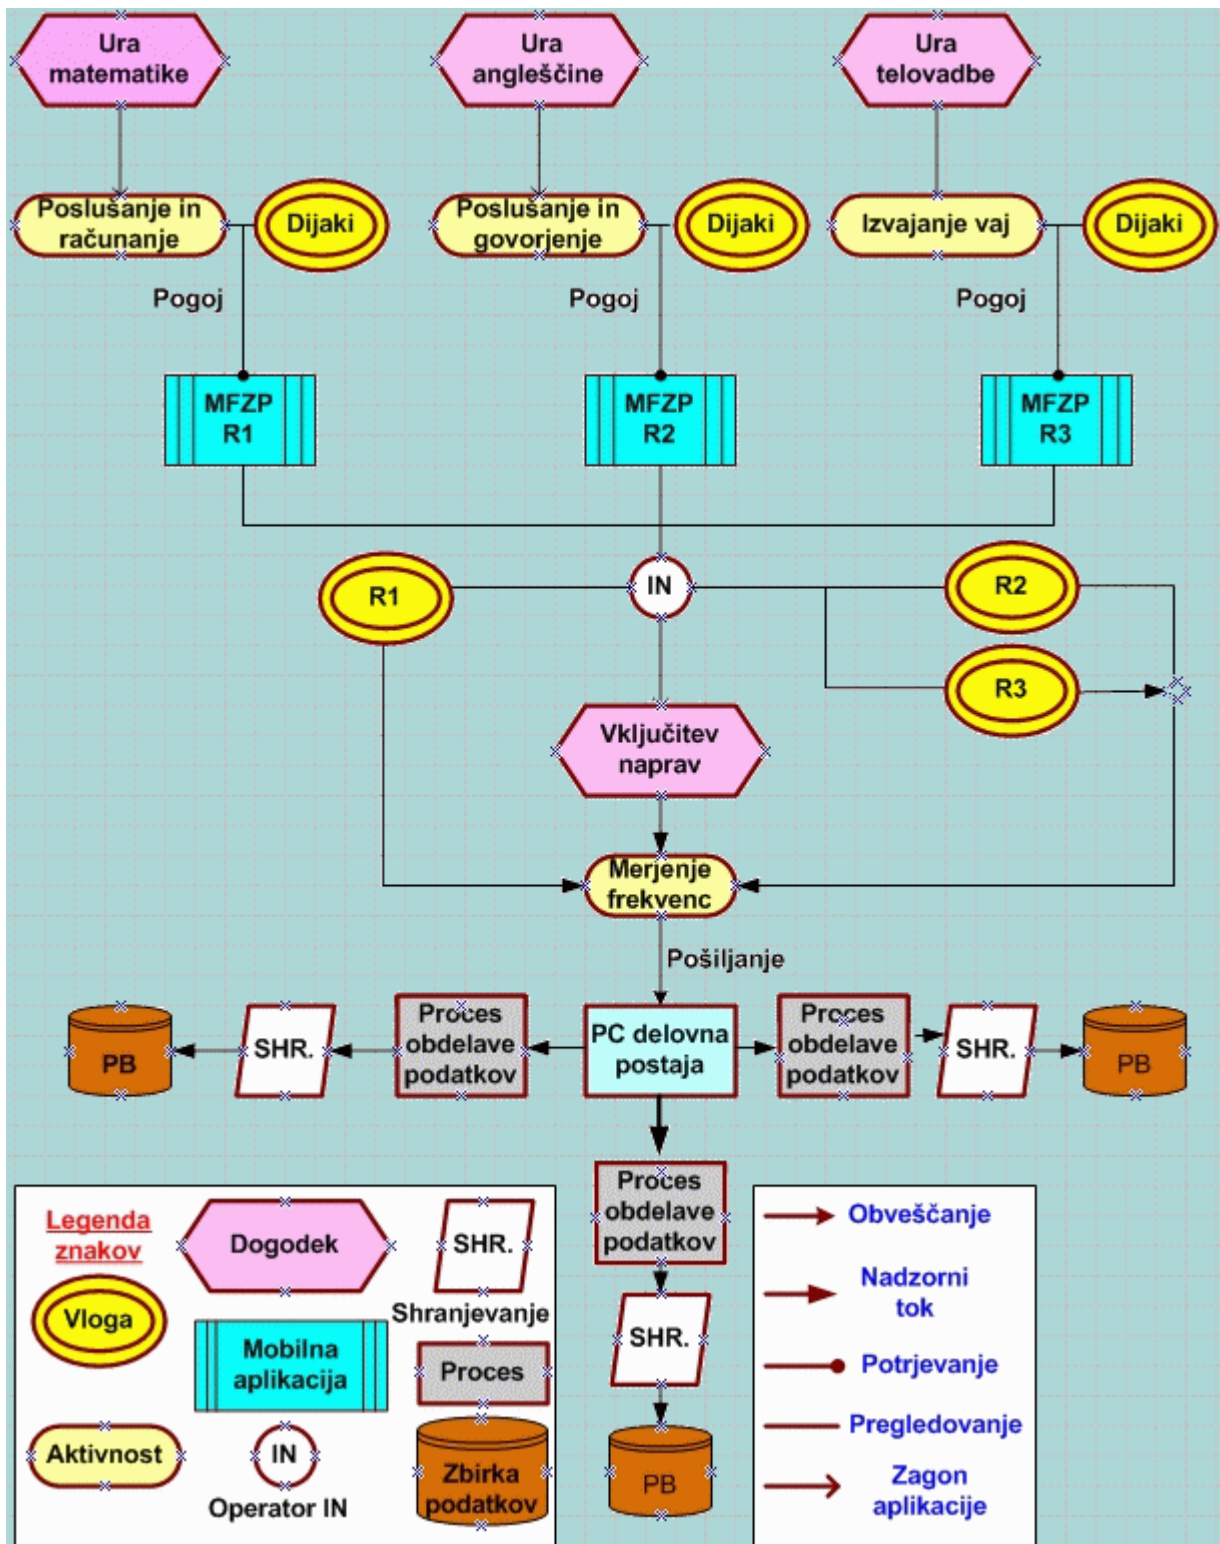 Ura
matematike
Ura
angleščine
Ura
telovadbe
Poslušanje in
računanje
Dijaki
Poslušanje in
govorjenje
Dijaki
Izvajanje vaj
Dijaki
Pogoj
Pogoj
Pogoj
MFZP
R1
MFZP
R2
MFZP
R3
R1
IN
R2
R3
Vključitev
naprav
Merjenje
frekvenc
Pošiljanje
PB
SHR.
Proces
obdelave
podatkov
PC delovna
postaja
Proces
obdelave
podatkov
SHR.
PB
Proces
obdelave
podatkov
SHR.
PB
Legenda
znakov
Dogodek
SHR.
Shranjevanje
Vloga
Mobilna
aplikacija
Proces
Aktivnost
IN
Operator IN
Zbirka
podatkov
Obveščanje
Nadzorni
tok
Potrjevanje
Pregledovanje
Zagon
aplikacije